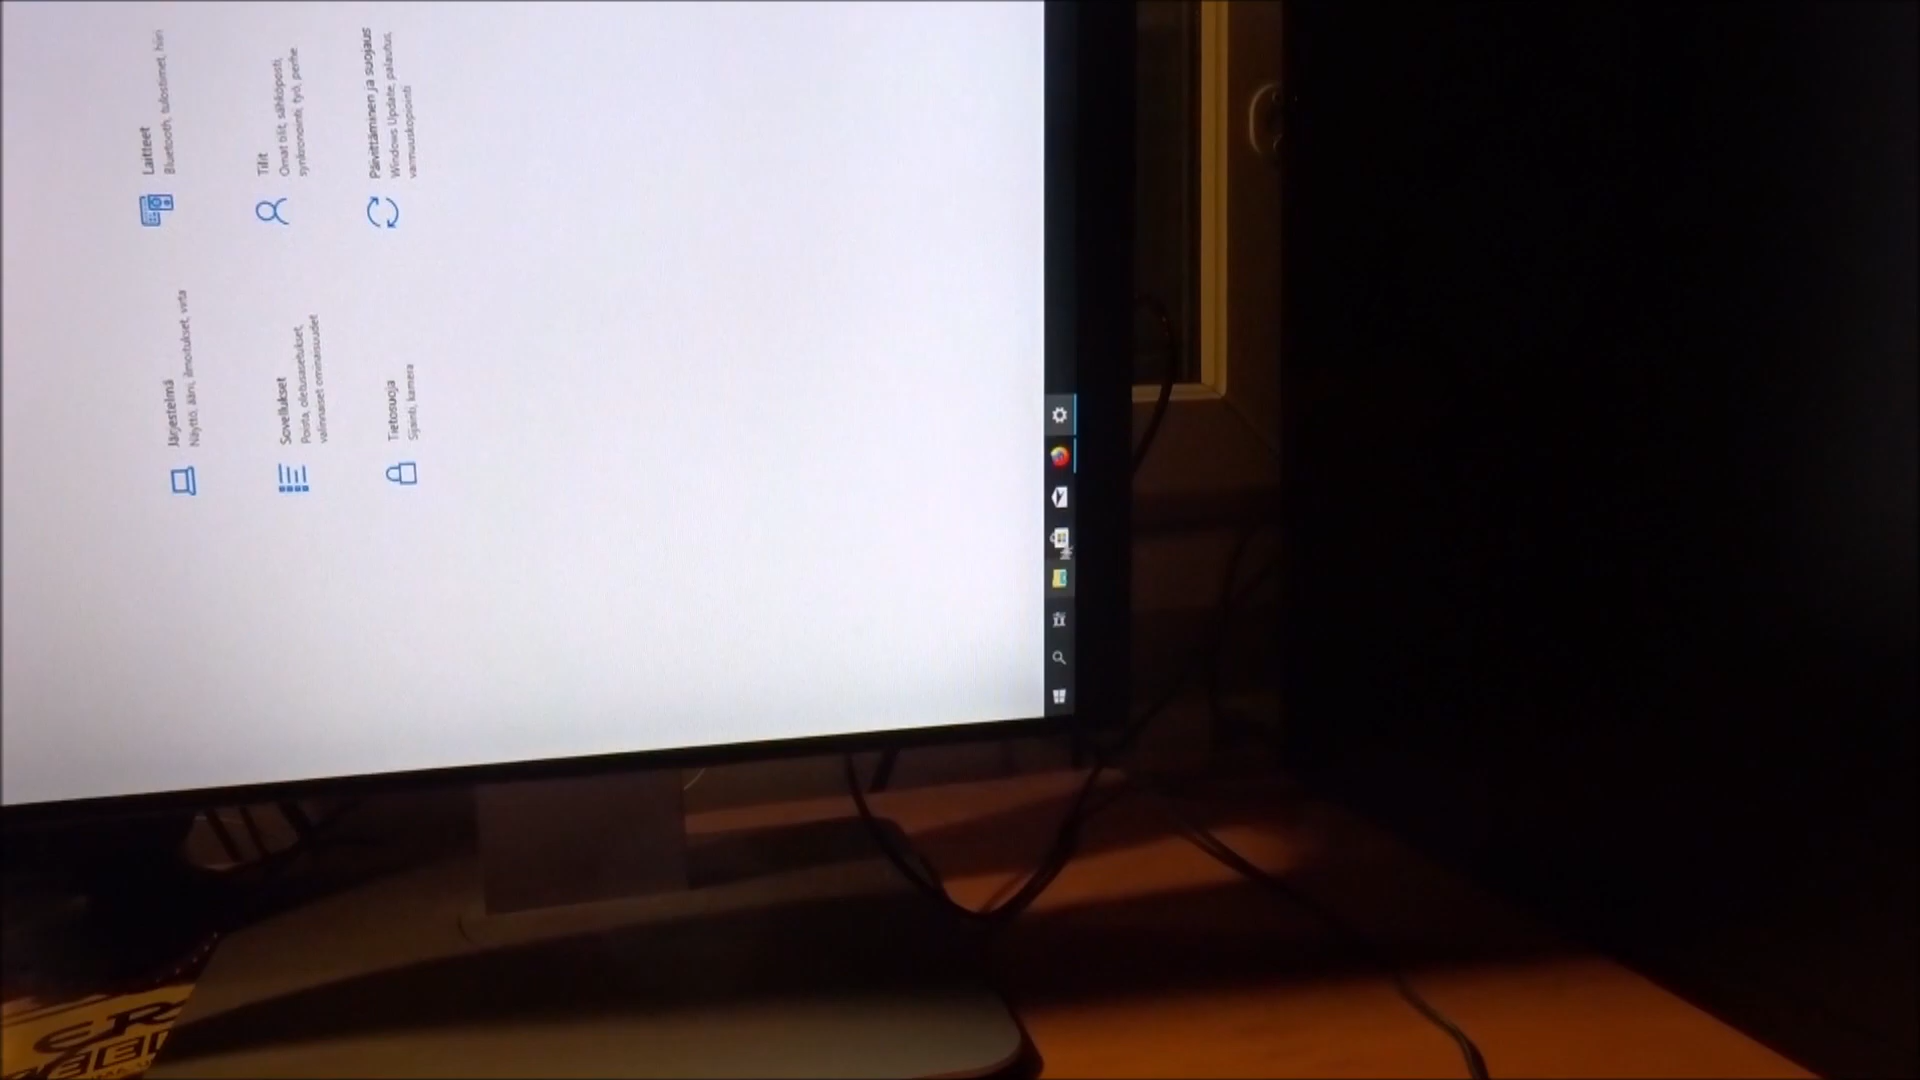 Järjestelmä
Näyttö, ääni, ilmoitukset, virta
Laitteet
Bluetooth, tulostimet, hiiri
Sovellukset
Poista, oletusasetukset,
valinnaiset ominaisuudet
Tilit
Omat tilit, sähköposti,
synkronointi, työ, perhe
Tietosuoja
Sijainti, kamera
Päivittäminen ja suojaus
Windows Update, palautus,
varmuuskopiointi